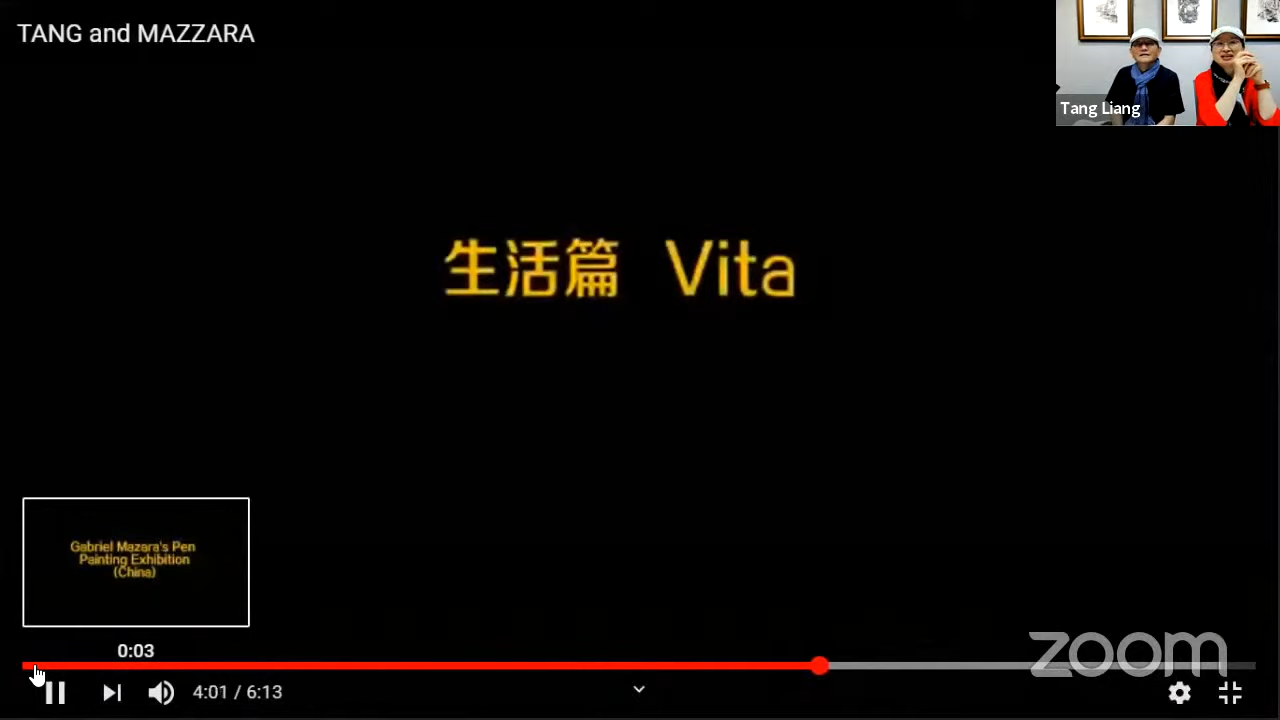 TANG and MAZZARA
Tang Liang
生活篇 Vita
Gabriel Mazara's Pen
Painting Exhibition
(China)
0:03
4:01 / 6:13
zoom